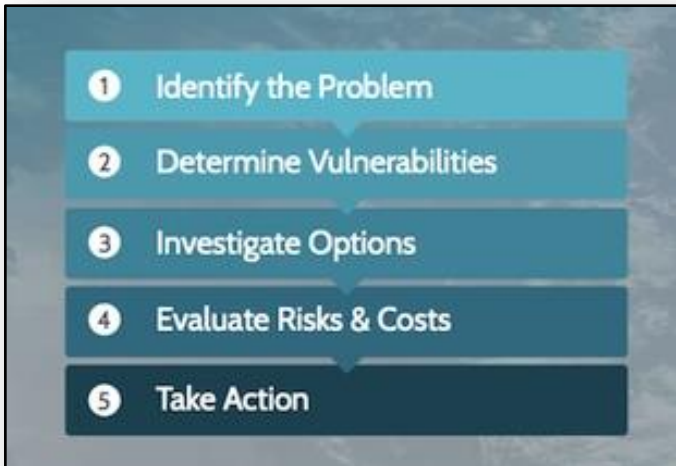 1 Identify the Problem
2 Determine Vulnerabilities
3 Investigate Options
4 Evaluate Risks & Costs
5 Take Action